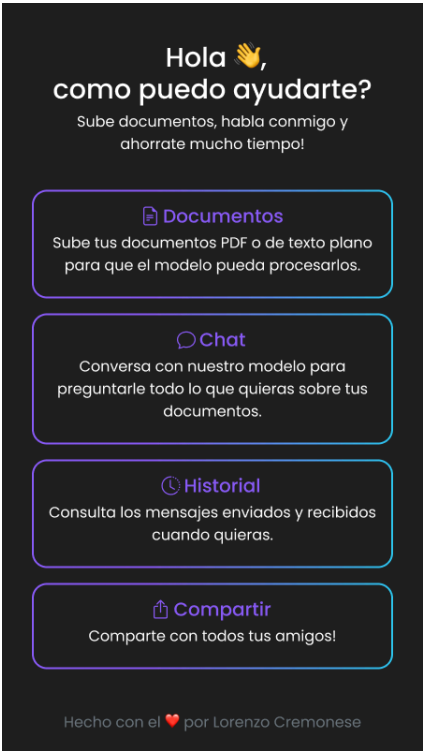 Hola 👋,
como puedo ayudarte?
Sube documentos, habla conmigo y
ahorrate mucho tiempo!
Documentos
Sube tus documentos PDF o de texto plano
para que el modelo pueda procesarlos.
Chat
Conversa con nuestro modelo para
preguntarle todo lo que quieras sobre tus
documentos.
Historial
Consulta los mensajes enviados y recibidos
cuando quieras.
Compartir
Comparte con todos tus amigos!
Hecho con el ❤️ por Lorenzo Cremonese